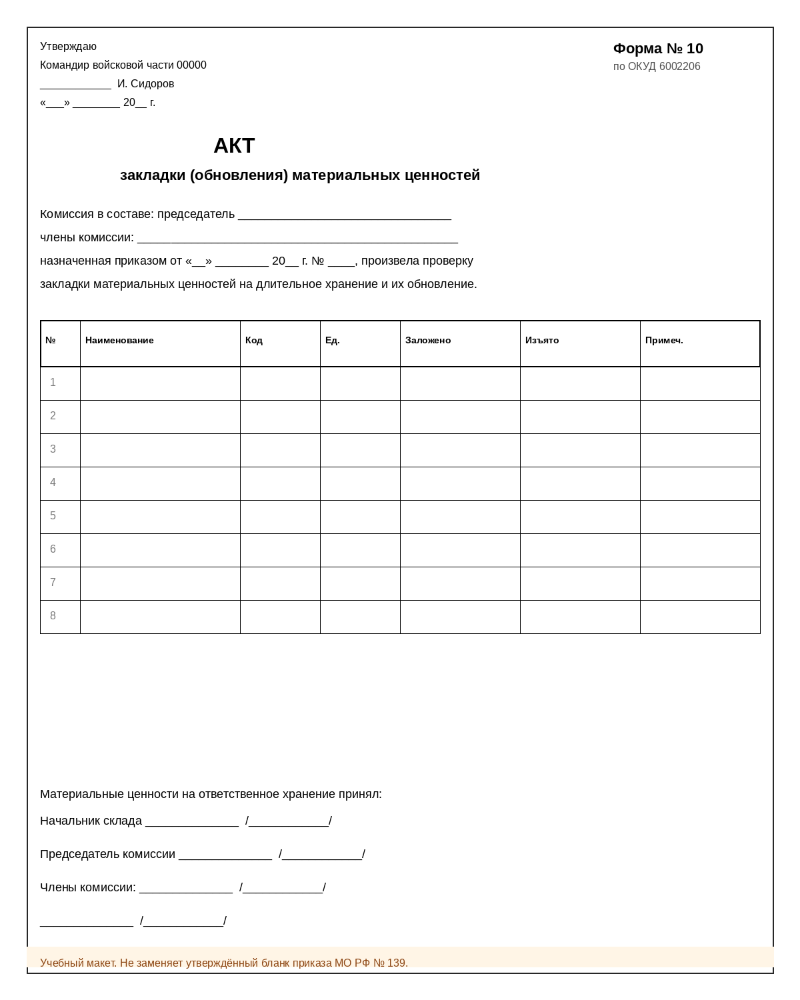 Утверждаю
Форма № 10
Командир войсковой части 00000
по ОКУД 6002206
____________ И. Сидоров
«___» ________ 20__ г.
АКТ
закладки (обновления) материальных ценностей
Комиссия в составе: председатель ________________________________
члены комиссии: ________________________________________________
назначенная приказом от «__» ________ 20__ г. № ____, произвела проверку
закладки материальных ценностей на длительное хранение и их обновление.
№ Наименование Код Ед. Заложено Изъято Примеч.
1
2
3
4
5
6
7
8
Материальные ценности на ответственное хранение принял:
Начальник склада ______________ /____________/
Председатель комиссии ______________ /____________/
Члены комиссии: ______________ /____________/
______________ /____________/
Учебный макет. Не заменяет утверждённый бланк приказа МО РФ № 139.